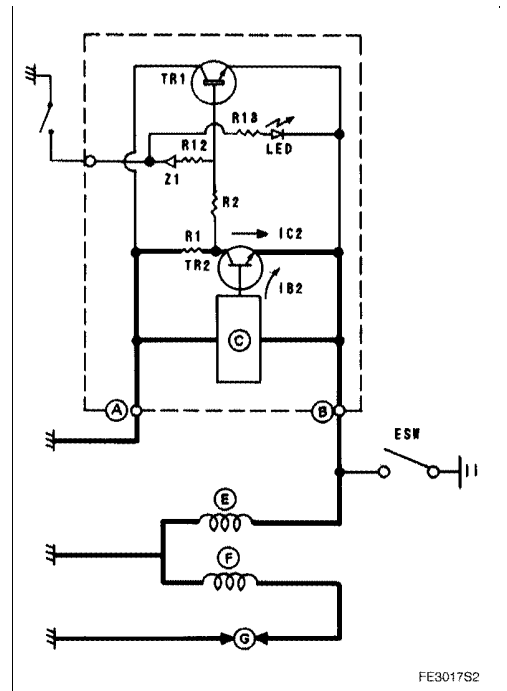 TR1
R13
LED
R12
Z1
R2
IC2
R1
TR2
IB2
C
A
B
ESW
E
F
G
FE3017S2